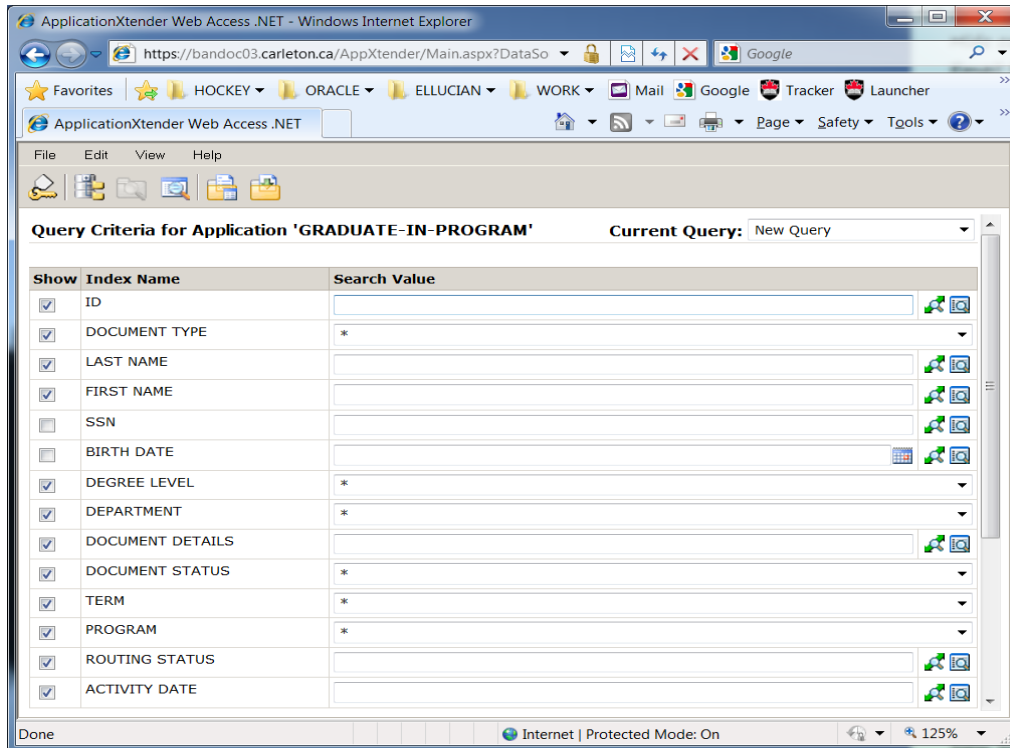 ApplicationXtender Web Access .NET - Windows Internet Explorer
https://bandoc03.carleton.ca/AppXtender/Main.aspx?DataSo Google
Favorites HOCKEY ORACLE ELLUCIAN WORK Mail Google Tracker Launcher
ApplicationXtender Web Access .NET Page Safety Tools
File Edit View Help
Query Criteria for Application 'GRADUATE-IN-PROGRAM' Current Query: New Query
Show Index Name Search Value
ID
DOCUMENT TYPE *
LAST NAME
FIRST NAME
SSN
BIRTH DATE
DEGREE LEVEL *
DEPARTMENT *
DOCUMENT DETAILS
DOCUMENT STATUS *
TERM *
PROGRAM *
ROUTING STATUS
ACTIVITY DATE
Done Internet | Protected Mode: On 125%